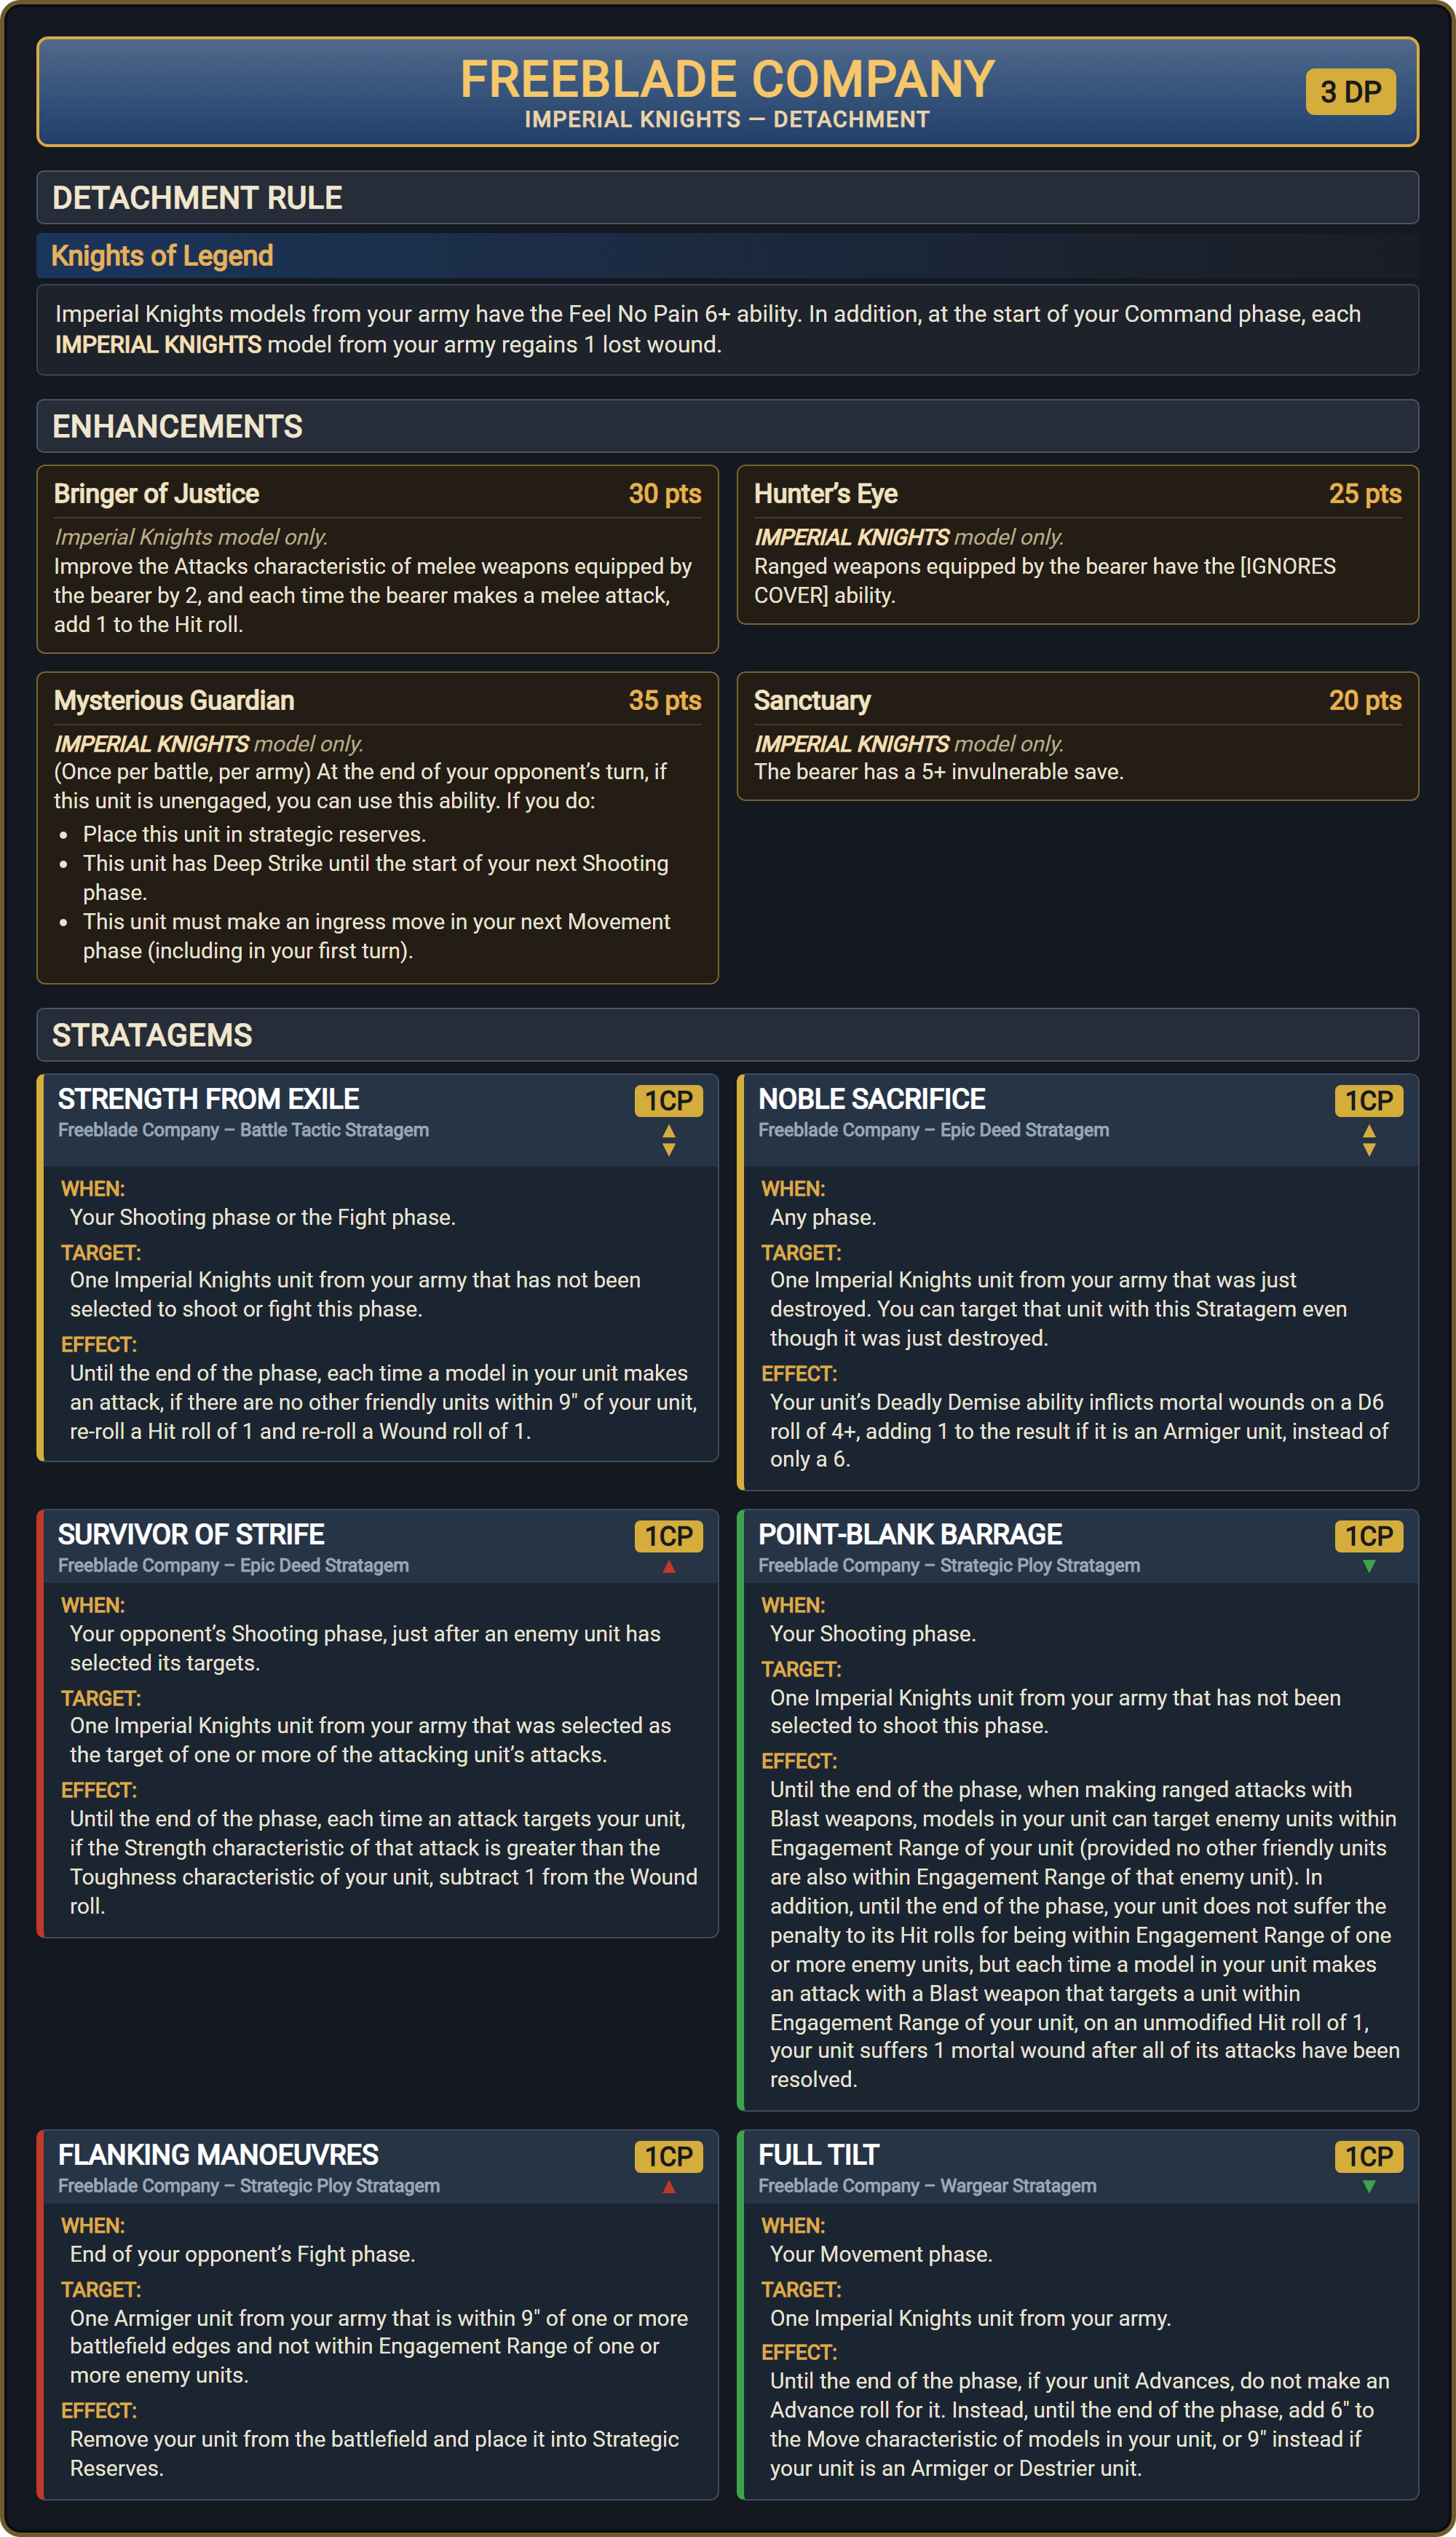 FREEBLADE COMPANY
IMPERIAL KNIGHTS — DETACHMENT
3 DP
DETACHMENT RULE
Knights of Legend
Imperial Knights models from your army have the Feel No Pain 6+ ability. In addition, at the start of your Command phase, each
IMPERIAL KNIGHTS model from your army regains 1 lost wound.
ENHANCEMENTS
Bringer of Justice
30 pts
Imperial Knights model only.
Improve the Attacks characteristic of melee weapons equipped by
the bearer by 2, and each time the bearer makes a melee attack,
add 1 to the Hit roll.
Hunter’s Eye
25 pts
IMPERIAL KNIGHTS model only.
Ranged weapons equipped by the bearer have the [IGNORES
COVER] ability.
Mysterious Guardian
35 pts
IMPERIAL KNIGHTS model only.
(Once per battle, per army) At the end of your opponent’s turn, if
this unit is unengaged, you can use this ability. If you do:
• Place this unit in strategic reserves.
• This unit has Deep Strike until the start of your next Shooting
phase.
• This unit must make an ingress move in your next Movement
phase (including in your first turn).
Sanctuary
20 pts
IMPERIAL KNIGHTS model only.
The bearer has a 5+ invulnerable save.
STRATAGEMS
STRENGTH FROM EXILE
1CP
Freeblade Company – Battle Tactic Stratagem
▲
▼
WHEN:
Your Shooting phase or the Fight phase.
TARGET:
One Imperial Knights unit from your army that has not been
selected to shoot or fight this phase.
EFFECT:
Until the end of the phase, each time a model in your unit makes
an attack, if there are no other friendly units within 9" of your unit,
re-roll a Hit roll of 1 and re-roll a Wound roll of 1.
NOBLE SACRIFICE
1CP
Freeblade Company – Epic Deed Stratagem
▲
▼
WHEN:
Any phase.
TARGET:
One Imperial Knights unit from your army that was just
destroyed. You can target that unit with this Stratagem even
though it was just destroyed.
EFFECT:
Your unit’s Deadly Demise ability inflicts mortal wounds on a D6
roll of 4+, adding 1 to the result if it is an Armiger unit, instead of
only a 6.
SURVIVOR OF STRIFE
1CP
Freeblade Company – Epic Deed Stratagem
▲
WHEN:
Your opponent’s Shooting phase, just after an enemy unit has
selected its targets.
TARGET:
One Imperial Knights unit from your army that was selected as
the target of one or more of the attacking unit’s attacks.
EFFECT:
Until the end of the phase, each time an attack targets your unit,
if the Strength characteristic of that attack is greater than the
Toughness characteristic of your unit, subtract 1 from the Wound
roll.
POINT-BLANK BARRAGE
1CP
Freeblade Company – Strategic Ploy Stratagem
▼
WHEN:
Your Shooting phase.
TARGET:
One Imperial Knights unit from your army that has not been
selected to shoot this phase.
EFFECT:
Until the end of the phase, when making ranged attacks with
Blast weapons, models in your unit can target enemy units within
Engagement Range of your unit (provided no other friendly units
are also within Engagement Range of that enemy unit). In
addition, until the end of the phase, your unit does not suffer the
penalty to its Hit rolls for being within Engagement Range of one
or more enemy units, but each time a model in your unit makes
an attack with a Blast weapon that targets a unit within
Engagement Range of your unit, on an unmodified Hit roll of 1,
your unit suffers 1 mortal wound after all of its attacks have been
resolved.
FLANKING MANOEUVRES
1CP
Freeblade Company – Strategic Ploy Stratagem
▲
WHEN:
End of your opponent’s Fight phase.
TARGET:
One Armiger unit from your army that is within 9" of one or more
battlefield edges and not within Engagement Range of one or
more enemy units.
EFFECT:
Remove your unit from the battlefield and place it into Strategic
Reserves.
FULL TILT
1CP
Freeblade Company – Wargear Stratagem
▼
WHEN:
Your Movement phase.
TARGET:
One Imperial Knights unit from your army.
EFFECT:
Until the end of the phase, if your unit Advances, do not make an
Advance roll for it. Instead, until the end of the phase, add 6" to
the Move characteristic of models in your unit, or 9" instead if
your unit is an Armiger or Destrier unit.